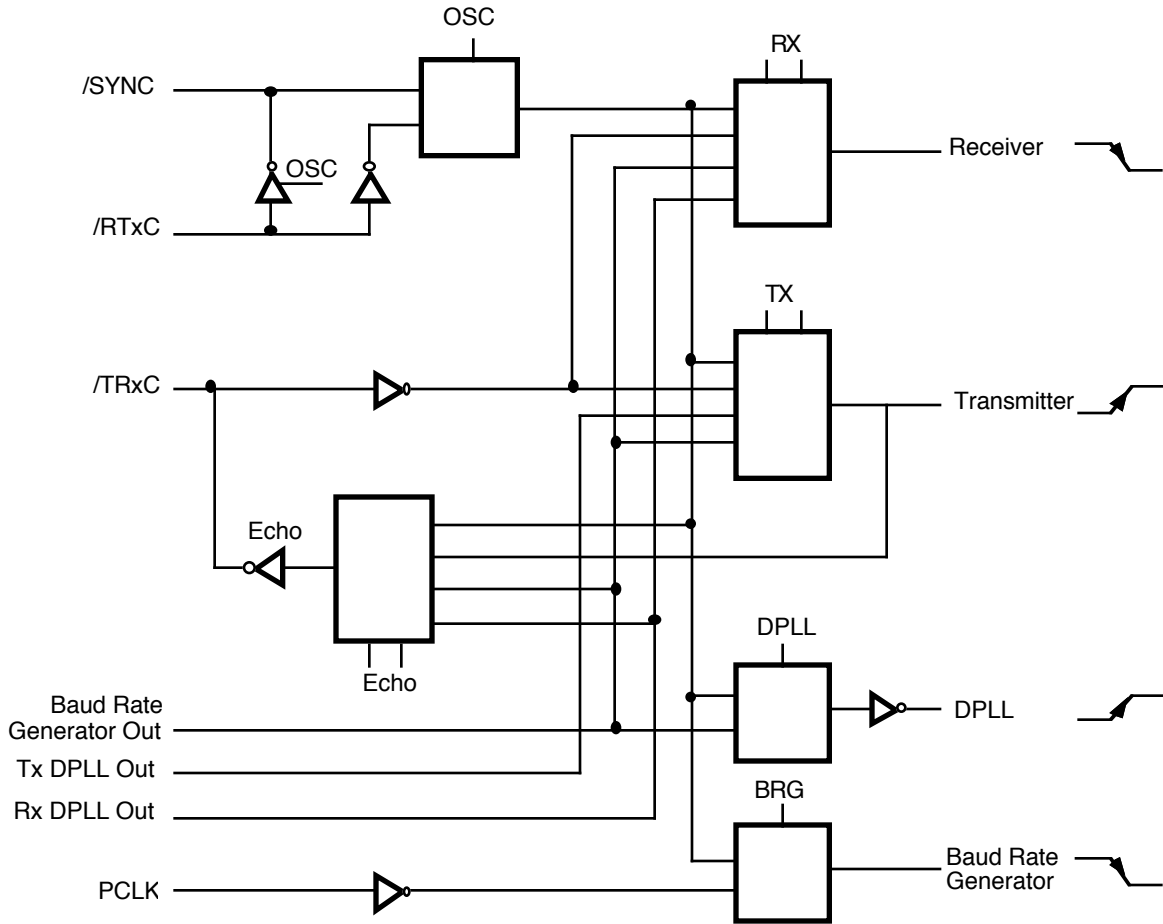 OSC
RX
/SYNC
Receiver
OSC
/RTxC
TX
/TRxC
Transmitter
Echo
DPLL
Echo
Baud Rate
Generator Out
DPLL
Tx DPLL Out
BRG
Rx DPLL Out
Baud Rate
Generator
PCLK